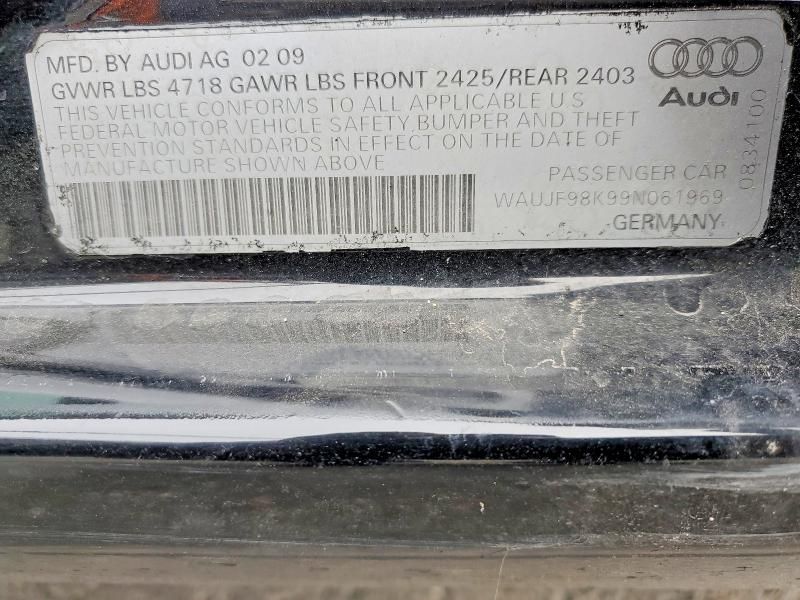 MFD. BY AUDI AG 02 09
GVWR LBS 4718 GAWR LBS FRONT 2425/REAR 2403
THIS VEHICLE CONFORMS TO ALL APPLICABLE U S
FEDERAL MOTOR VEHICLE SAFETY BUMPER AND THEFT
PREVENTION STANDARDS IN EFFECT ON THE DATE OF
MANUFACTURE SHOWN ABOVE
Audi
PASSENGER CAR
WAUJF98K99N061969
GERMANY
0834100